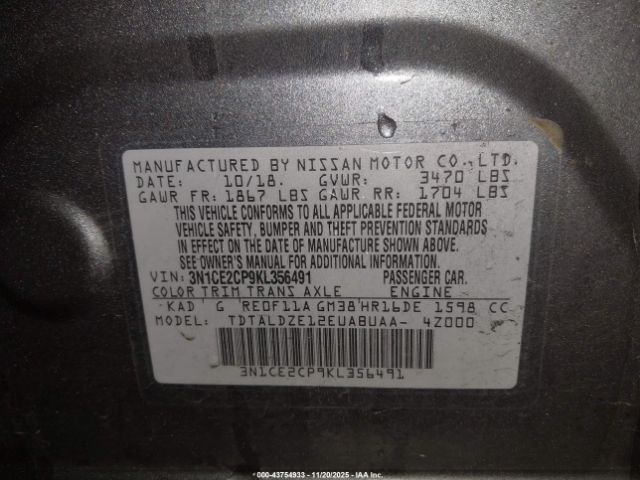 MANUFACTURED BY NISSAN MOTOR CO., LTD.
DATE: 10/18. GVWR: 3470 LBS
GAWR FR: 1867 LBS GAWR RR: 1704 LBS
THIS VEHICLE CONFORMS TO ALL APPLICABLE FEDERAL MOTOR
VEHICLE SAFETY, BUMPER AND THEFT PREVENTION STANDARDS
IN EFFECT ON THE DATE OF MANUFACTURE SHOWN ABOVE.
SEE OWNER'S MANUAL FOR ADDITIONAL INFORMATION.
VIN: 3N1CE2CP9KL356491 PASSENGER CAR.
COLOR TRIM TRANS AXLE ENGINE
KAD ' G ' RE0F11A GM38 ' HR16DE 1598 CC
MODEL: TDTALDZE12EUABUAA- 4Z000
3N1CE2CP9KL356491
000-43754933 - 11/20/2025 - IAA Inc.